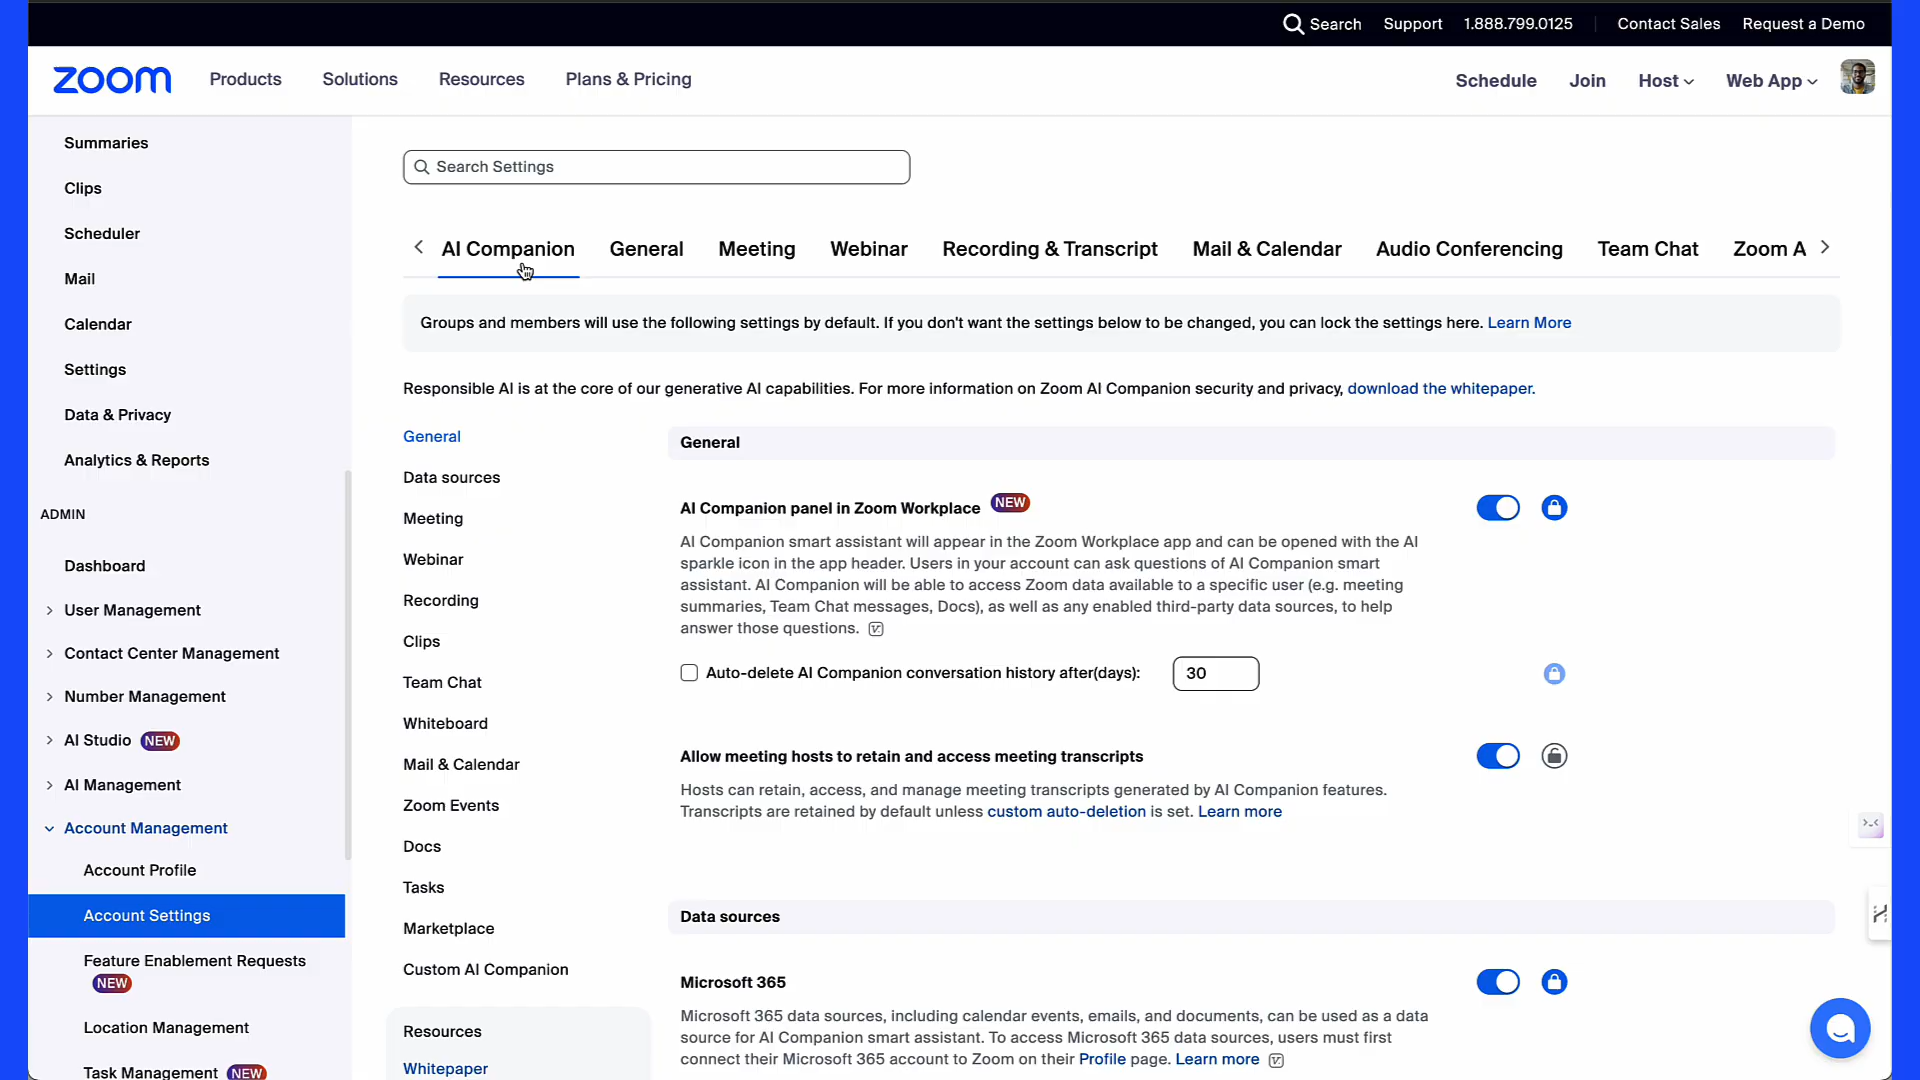 Search Support 1.888.799.0125 Contact Sales Request a Demo
zoom Products Solutions Resources Plans & Pricing Schedule Join Host Web App
Summaries
Clips
Scheduler
Mail
Calendar
Settings
Data & Privacy
Analytics & Reports
ADMIN
Dashboard
User Management
Contact Center Management
Number Management
AI Studio NEW
AI Management
Account Management
Account Profile
Account Settings
Feature Enablement Requests
NEW
Location Management
Task Management NEW
Search Settings
AI Companion General Meeting Webinar Recording & Transcript Mail & Calendar Audio Conferencing Team Chat Zoom A
Groups and members will use the following settings by default. If you don't want the settings below to be changed, you can lock the settings here. Learn More
Responsible AI is at the core of our generative AI capabilities. For more information on Zoom AI Companion security and privacy, download the whitepaper.
General
Data sources
Meeting
Webinar
Recording
Clips
Team Chat
Whiteboard
Mail & Calendar
Zoom Events
Docs
Tasks
Marketplace
Custom AI Companion
Resources
Whitepaper
General
AI Companion panel in Zoom Workplace NEW
AI Companion smart assistant will appear in the Zoom Workplace app and can be opened with the AI
sparkle icon in the app header. Users in your account can ask questions of AI Companion smart
assistant. AI Companion will be able to access Zoom data available to a specific user (e.g. meeting
summaries, Team Chat messages, Docs), as well as any enabled third-party data sources, to help
answer those questions.
Auto-delete AI Companion conversation history after(days): 30
Allow meeting hosts to retain and access meeting transcripts
Hosts can retain, access, and manage meeting transcripts generated by AI Companion features.
Transcripts are retained by default unless custom auto-deletion is set. Learn more
Data sources
Microsoft 365
Microsoft 365 data sources, including calendar events, emails, and documents, can be used as a data
source for AI Companion smart assistant. To access Microsoft 365 data sources, users must first
connect their Microsoft 365 account to Zoom on their Profile page. Learn more